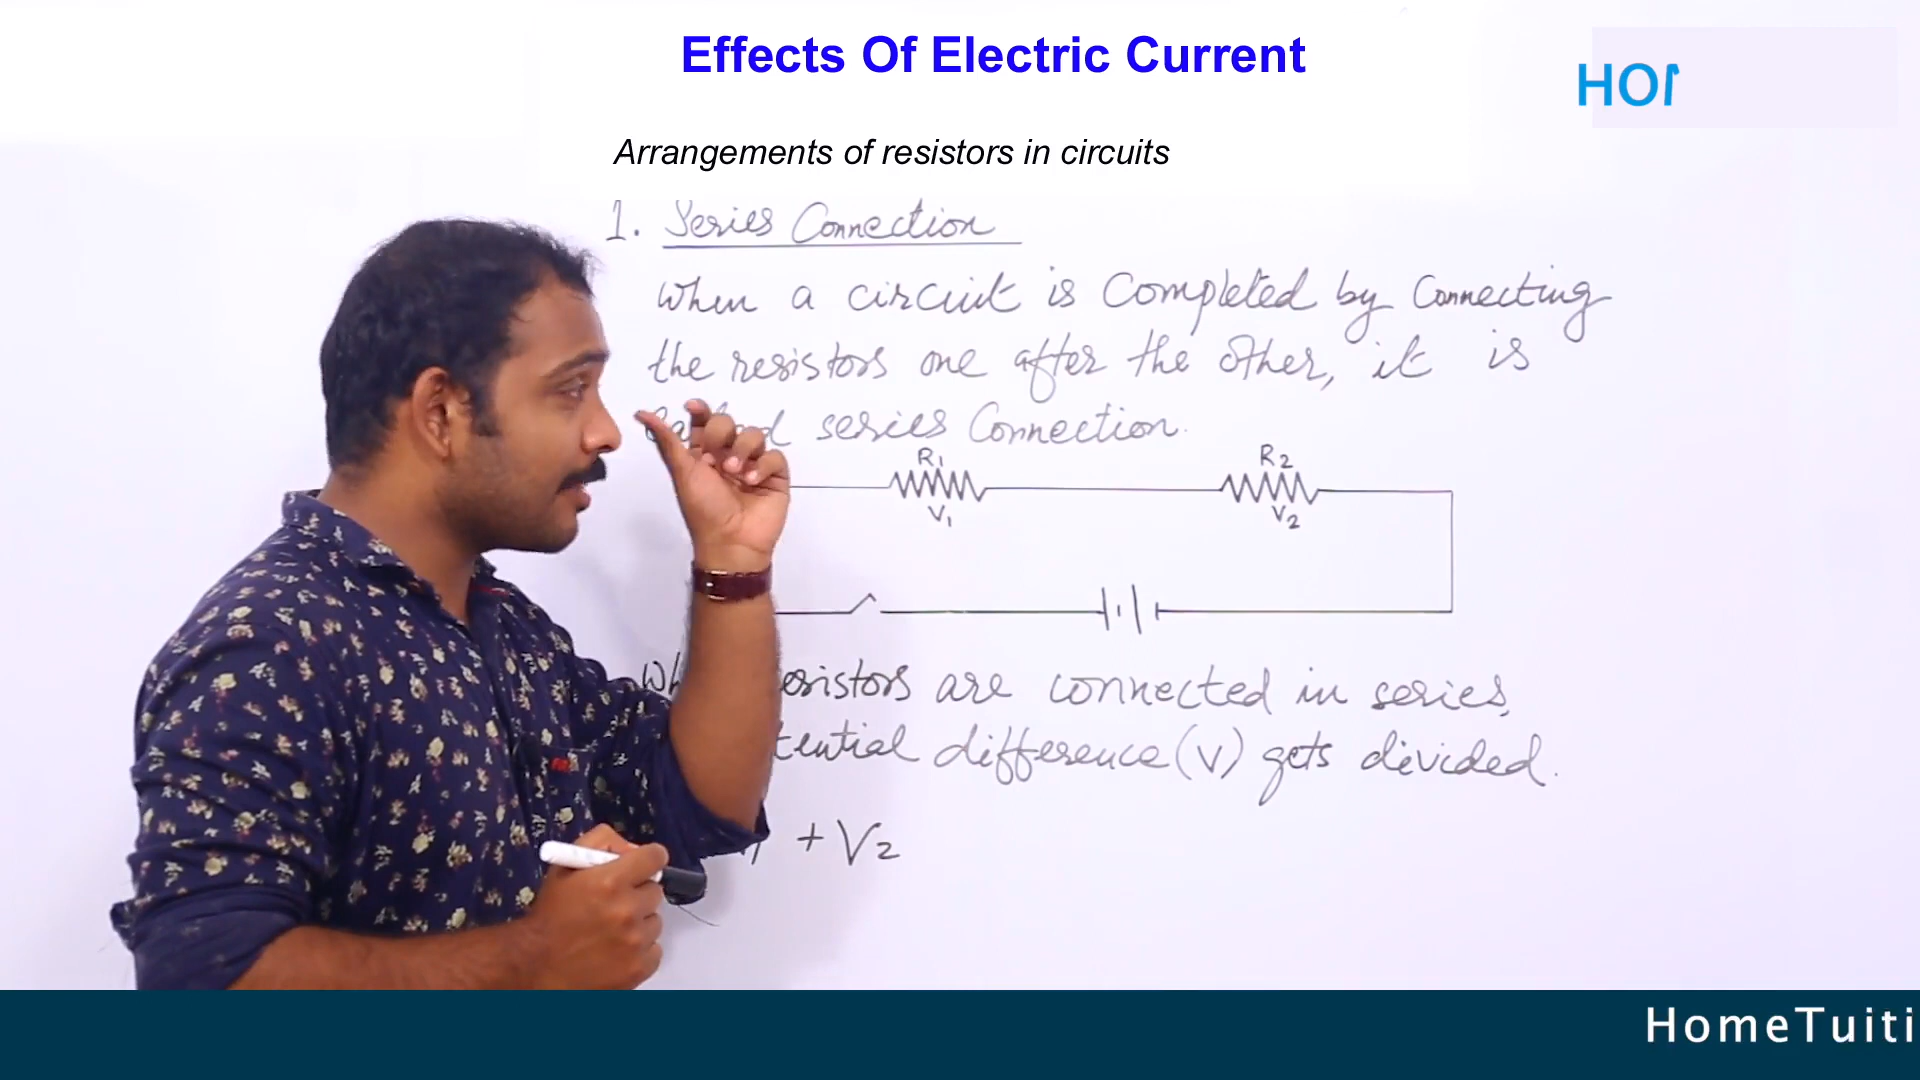 Effects Of Electric Current
HOM
Arrangements of resistors in circuits
1. Series Connection
When a circuit is completed by Connecting
the resistors one after the other, it is
series Connection.
R1
R2
V1
V2
are connected in series,
difference (V) gets divided.
+ V2
HomeTuiti